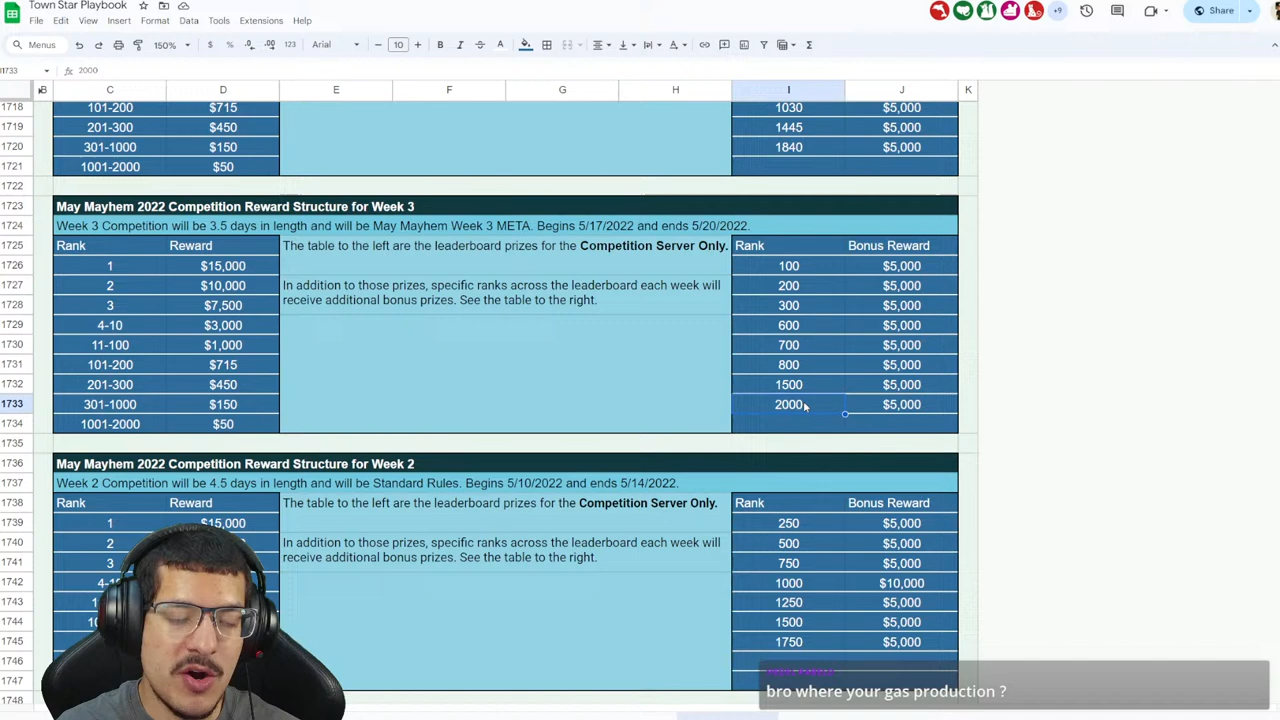 Town Star Playbook
+9
Share
File Edit View Insert Format Data Tools Extensions Help
Menus 150% $ % .0 .00 123 Arial 10 B I A
I1733 2000
B C D E F G H I J K
1718 101-200 $715 1030 $5,000
1719 201-300 $450 1445 $5,000
1720 301-1000 $150 1840 $5,000
1721 1001-2000 $50
1722
1723 May Mayhem 2022 Competition Reward Structure for Week 3
1724 Week 3 Competition will be 3.5 days in length and will be May Mayhem Week 3 META. Begins 5/17/2022 and ends 5/20/2022.
1725 Rank Reward The table to the left are the leaderboard prizes for the Competition Server Only. Rank Bonus Reward
1726 1 $15,000 100 $5,000
1727 2 $10,000 In addition to those prizes, specific ranks across the leaderboard each week will 200 $5,000
1728 3 $7,500 receive additional bonus prizes. See the table to the right. 300 $5,000
1729 4-10 $3,000 600 $5,000
1730 11-100 $1,000 700 $5,000
1731 101-200 $715 800 $5,000
1732 201-300 $450 1500 $5,000
1733 301-1000 $150 2000 $5,000
1734 1001-2000 $50
1735
1736 May Mayhem 2022 Competition Reward Structure for Week 2
1737 Week 2 Competition will be 4.5 days in length and will be Standard Rules. Begins 5/10/2022 and ends 5/14/2022.
1738 Rank Reward The table to the left are the leaderboard prizes for the Competition Server Only. Rank Bonus Reward
1739 1 $15,000 250 $5,000
1740 2 In addition to those prizes, specific ranks across the leaderboard each week will 500 $5,000
1741 3 receive additional bonus prizes. See the table to the right. 750 $5,000
1742 1000 $10,000
1743 1250 $5,000
1744 1500 $5,000
1745 1750 $5,000
1746
1747
1748
bro where your gas production ?